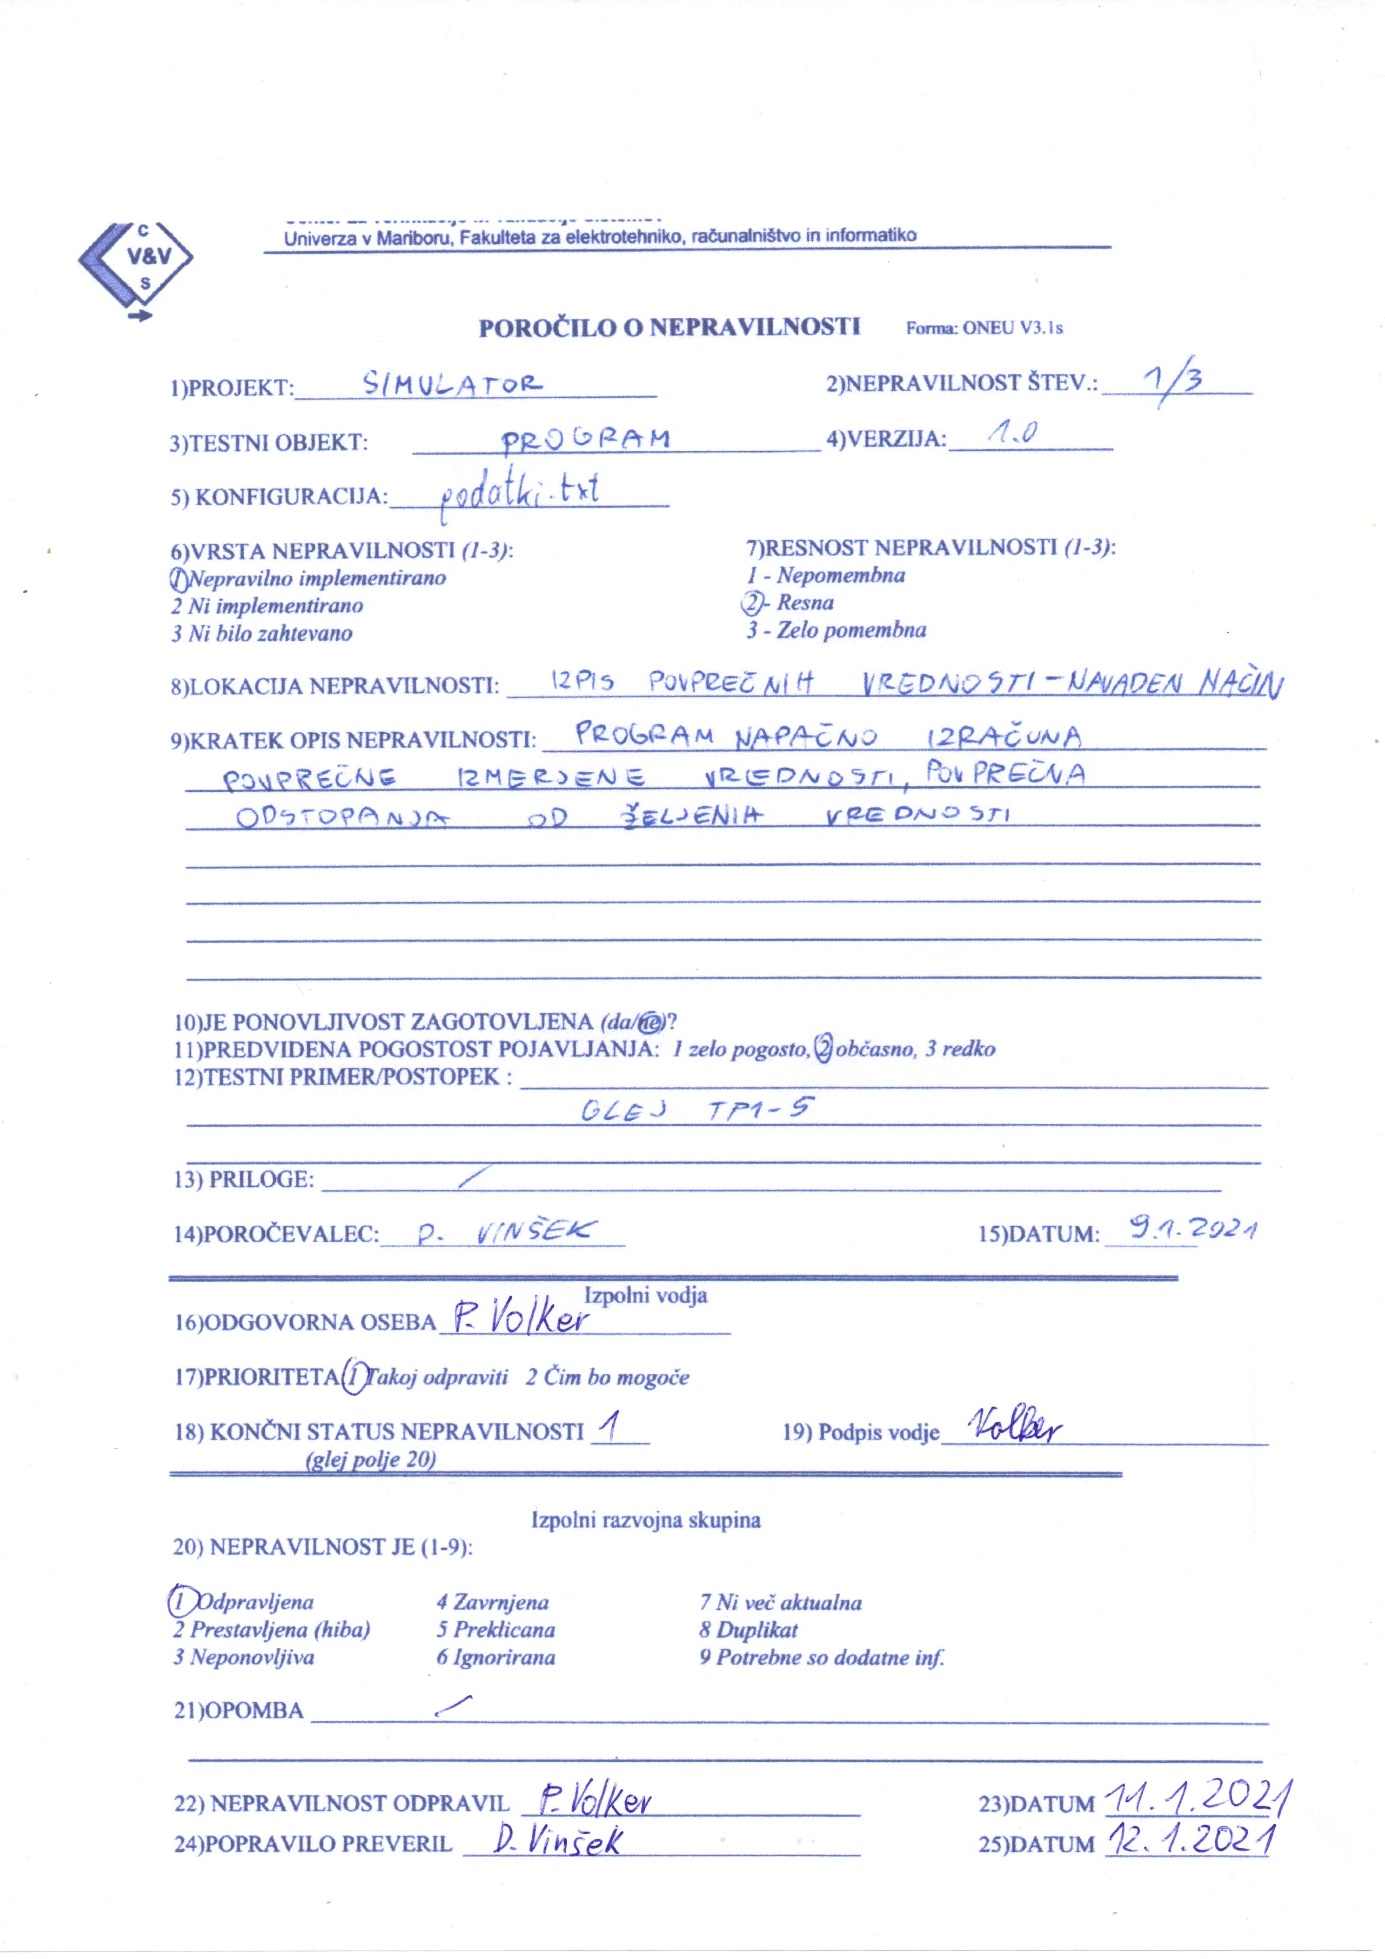 C
V&V
S
Univerza v Mariboru, Fakulteta za elektrotehniko, računalništvo in informatiko
POROČILO O NEPRAVILNOSTI Forma: ONEU V3.1s
1)PROJEKT: SIMULATOR 2)NEPRAVILNOST ŠTEV.: 1/3
3)TESTNI OBJEKT: PROGRAM 4)VERZIJA: 1.0
5) KONFIGURACIJA: podatki.txt
6)VRSTA NEPRAVILNOSTI (1-3): 7)RESNOST NEPRAVILNOSTI (1-3):
1 Nepravilno implementirano 1 - Nepomembna
2 Ni implementirano 2 - Resna
3 Ni bilo zahtevano 3 - Zelo pomembna
8)LOKACIJA NEPRAVILNOSTI: IZPIS POVPREČNIH VREDNOSTI - NAVADEN NAČIN
9)KRATEK OPIS NEPRAVILNOSTI: PROGRAM NAPAČNO IZRAČUNA
POVPREČNE IZMERJENE VREDNOSTI, POVPREČNA
ODSTOPANJA OD ŽELJENIH VREDNOSTI
10)JE PONOVLJIVOST ZAGOTOVLJENA (da/ne)?
11)PREDVIDENA POGOSTOST POJAVLJANJA: 1 zelo pogosto, 2 občasno, 3 redko
12)TESTNI PRIMER/POSTOPEK :
GLEJ TP1-5
13) PRILOGE: /
14)POROČEVALEC: D. VINŠEK 15)DATUM: 9.1.2021
Izpolni vodja
16)ODGOVORNA OSEBA P. Volker
17)PRIORITETA 1 Takoj odpraviti 2 Čim bo mogoče
18) KONČNI STATUS NEPRAVILNOSTI 1 19) Podpis vodje Volker
(glej polje 20)
Izpolni razvojna skupina
20) NEPRAVILNOST JE (1-9):
1 Odpravljena 4 Zavrnjena 7 Ni več aktualna
2 Prestavljena (hiba) 5 Preklicana 8 Duplikat
3 Neponovljiva 6 Ignorirana 9 Potrebne so dodatne inf.
21)OPOMBA /
22) NEPRAVILNOST ODPRAVIL P. Volker 23)DATUM 11.1.2021
24)POPRAVILO PREVERIL D. Vinšek 25)DATUM 12.1.2021